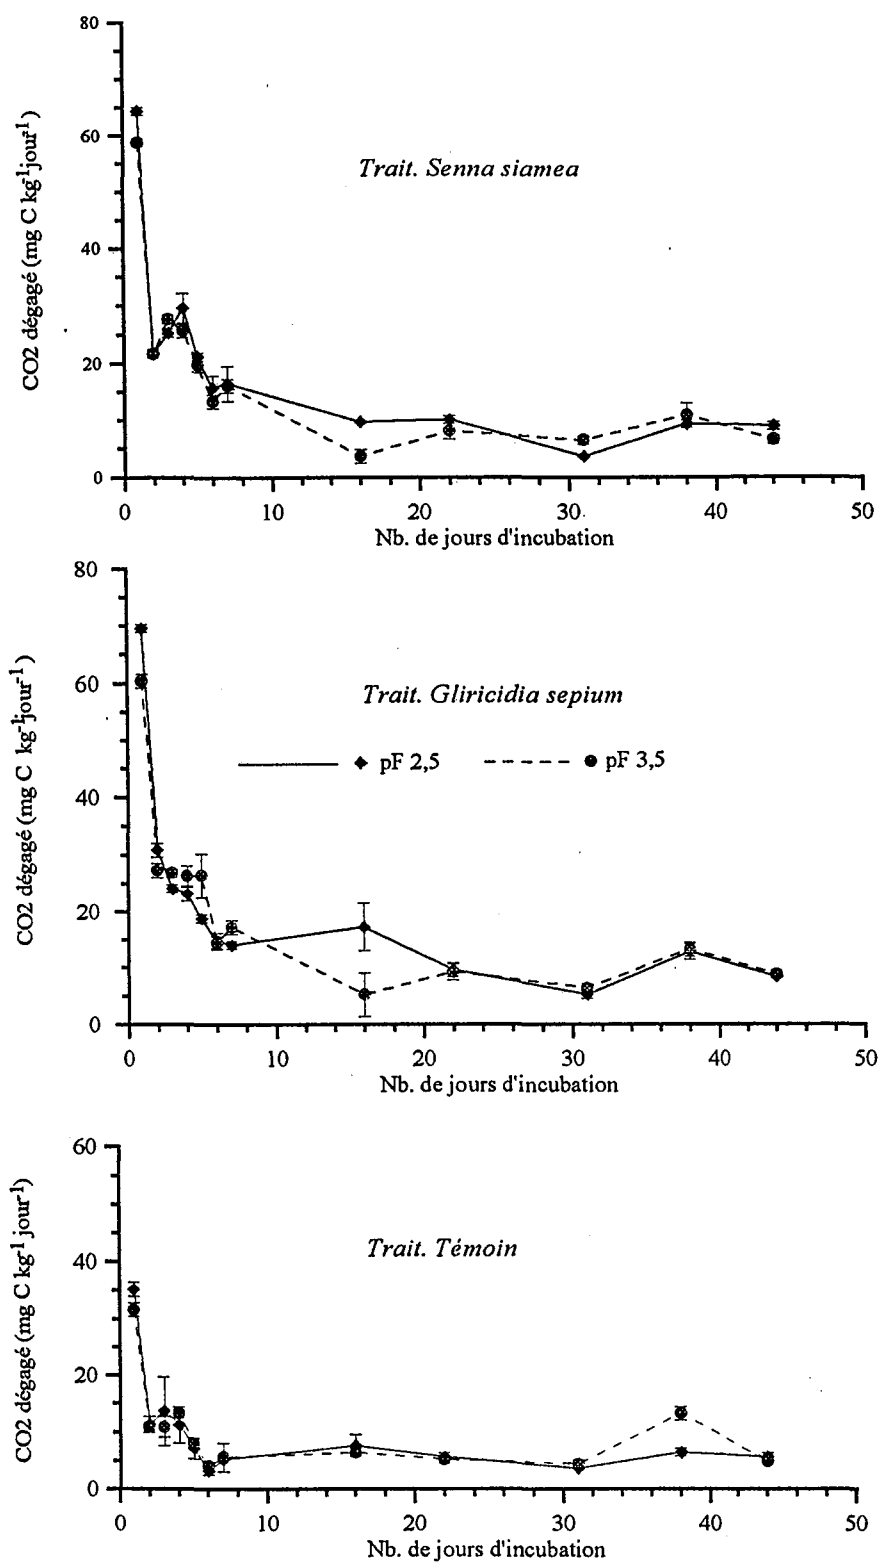 80
60
40
20
0
CO2 dégagé (mg C kg-1jour-1)
Trait. Senna siamea
0 10 20 30 40 50
Nb. de jours d'incubation
80
60
40
20
0
CO2 dégagé (mg C kg-1jour-1)
Trait. Gliricidia sepium
pF 2,5 pF 3,5
0 10 20 30 40 50
Nb. de jours d'incubation
60
40
20
0
CO2 dégagé (mg C kg-1 jour-1)
Trait. Témoin
0 10 20 30 40 50
Nb. de jours d'incubation